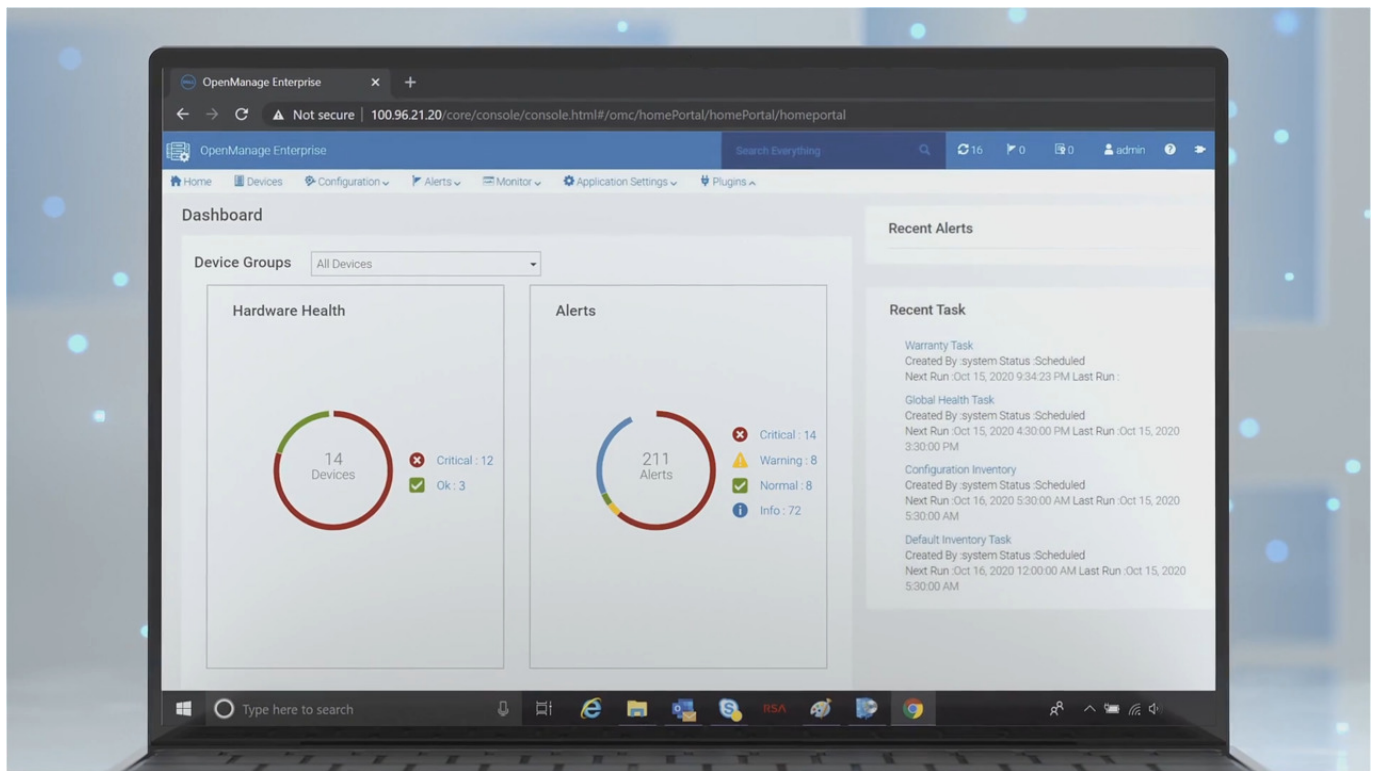 OpenManage Enterprise
Not secure | 100.96.21.20/core/console/console.html#/omc/homePortal/homePortal/homeportal
OpenManage Enterprise
Search Everything
16
0
0
admin
Home Devices Configuration Alerts Monitor Application Settings Plugins
Dashboard
Device Groups
All Devices
Hardware Health
14
Devices
Critical : 12
Ok : 3
Alerts
211
Alerts
Critical : 14
Warning : 8
Normal : 8
Info : 72
Recent Alerts
Recent Task
Warranty Task
Created By :system Status :Scheduled
Next Run :Oct 15, 2020 9:34:23 PM Last Run :
Global Health Task
Created By :system Status :Scheduled
Next Run :Oct 15, 2020 4:30:00 PM Last Run :Oct 15, 2020
3:30:00 PM
Configuration Inventory
Created By :system Status :Scheduled
Next Run :Oct 16, 2020 5:30:00 AM Last Run :Oct 15, 2020
5:30:00 AM
Default Inventory Task
Created By :system Status :Scheduled
Next Run :Oct 16, 2020 12:00:00 AM Last Run :Oct 15, 2020
5:30:00 AM
Type here to search
RSA